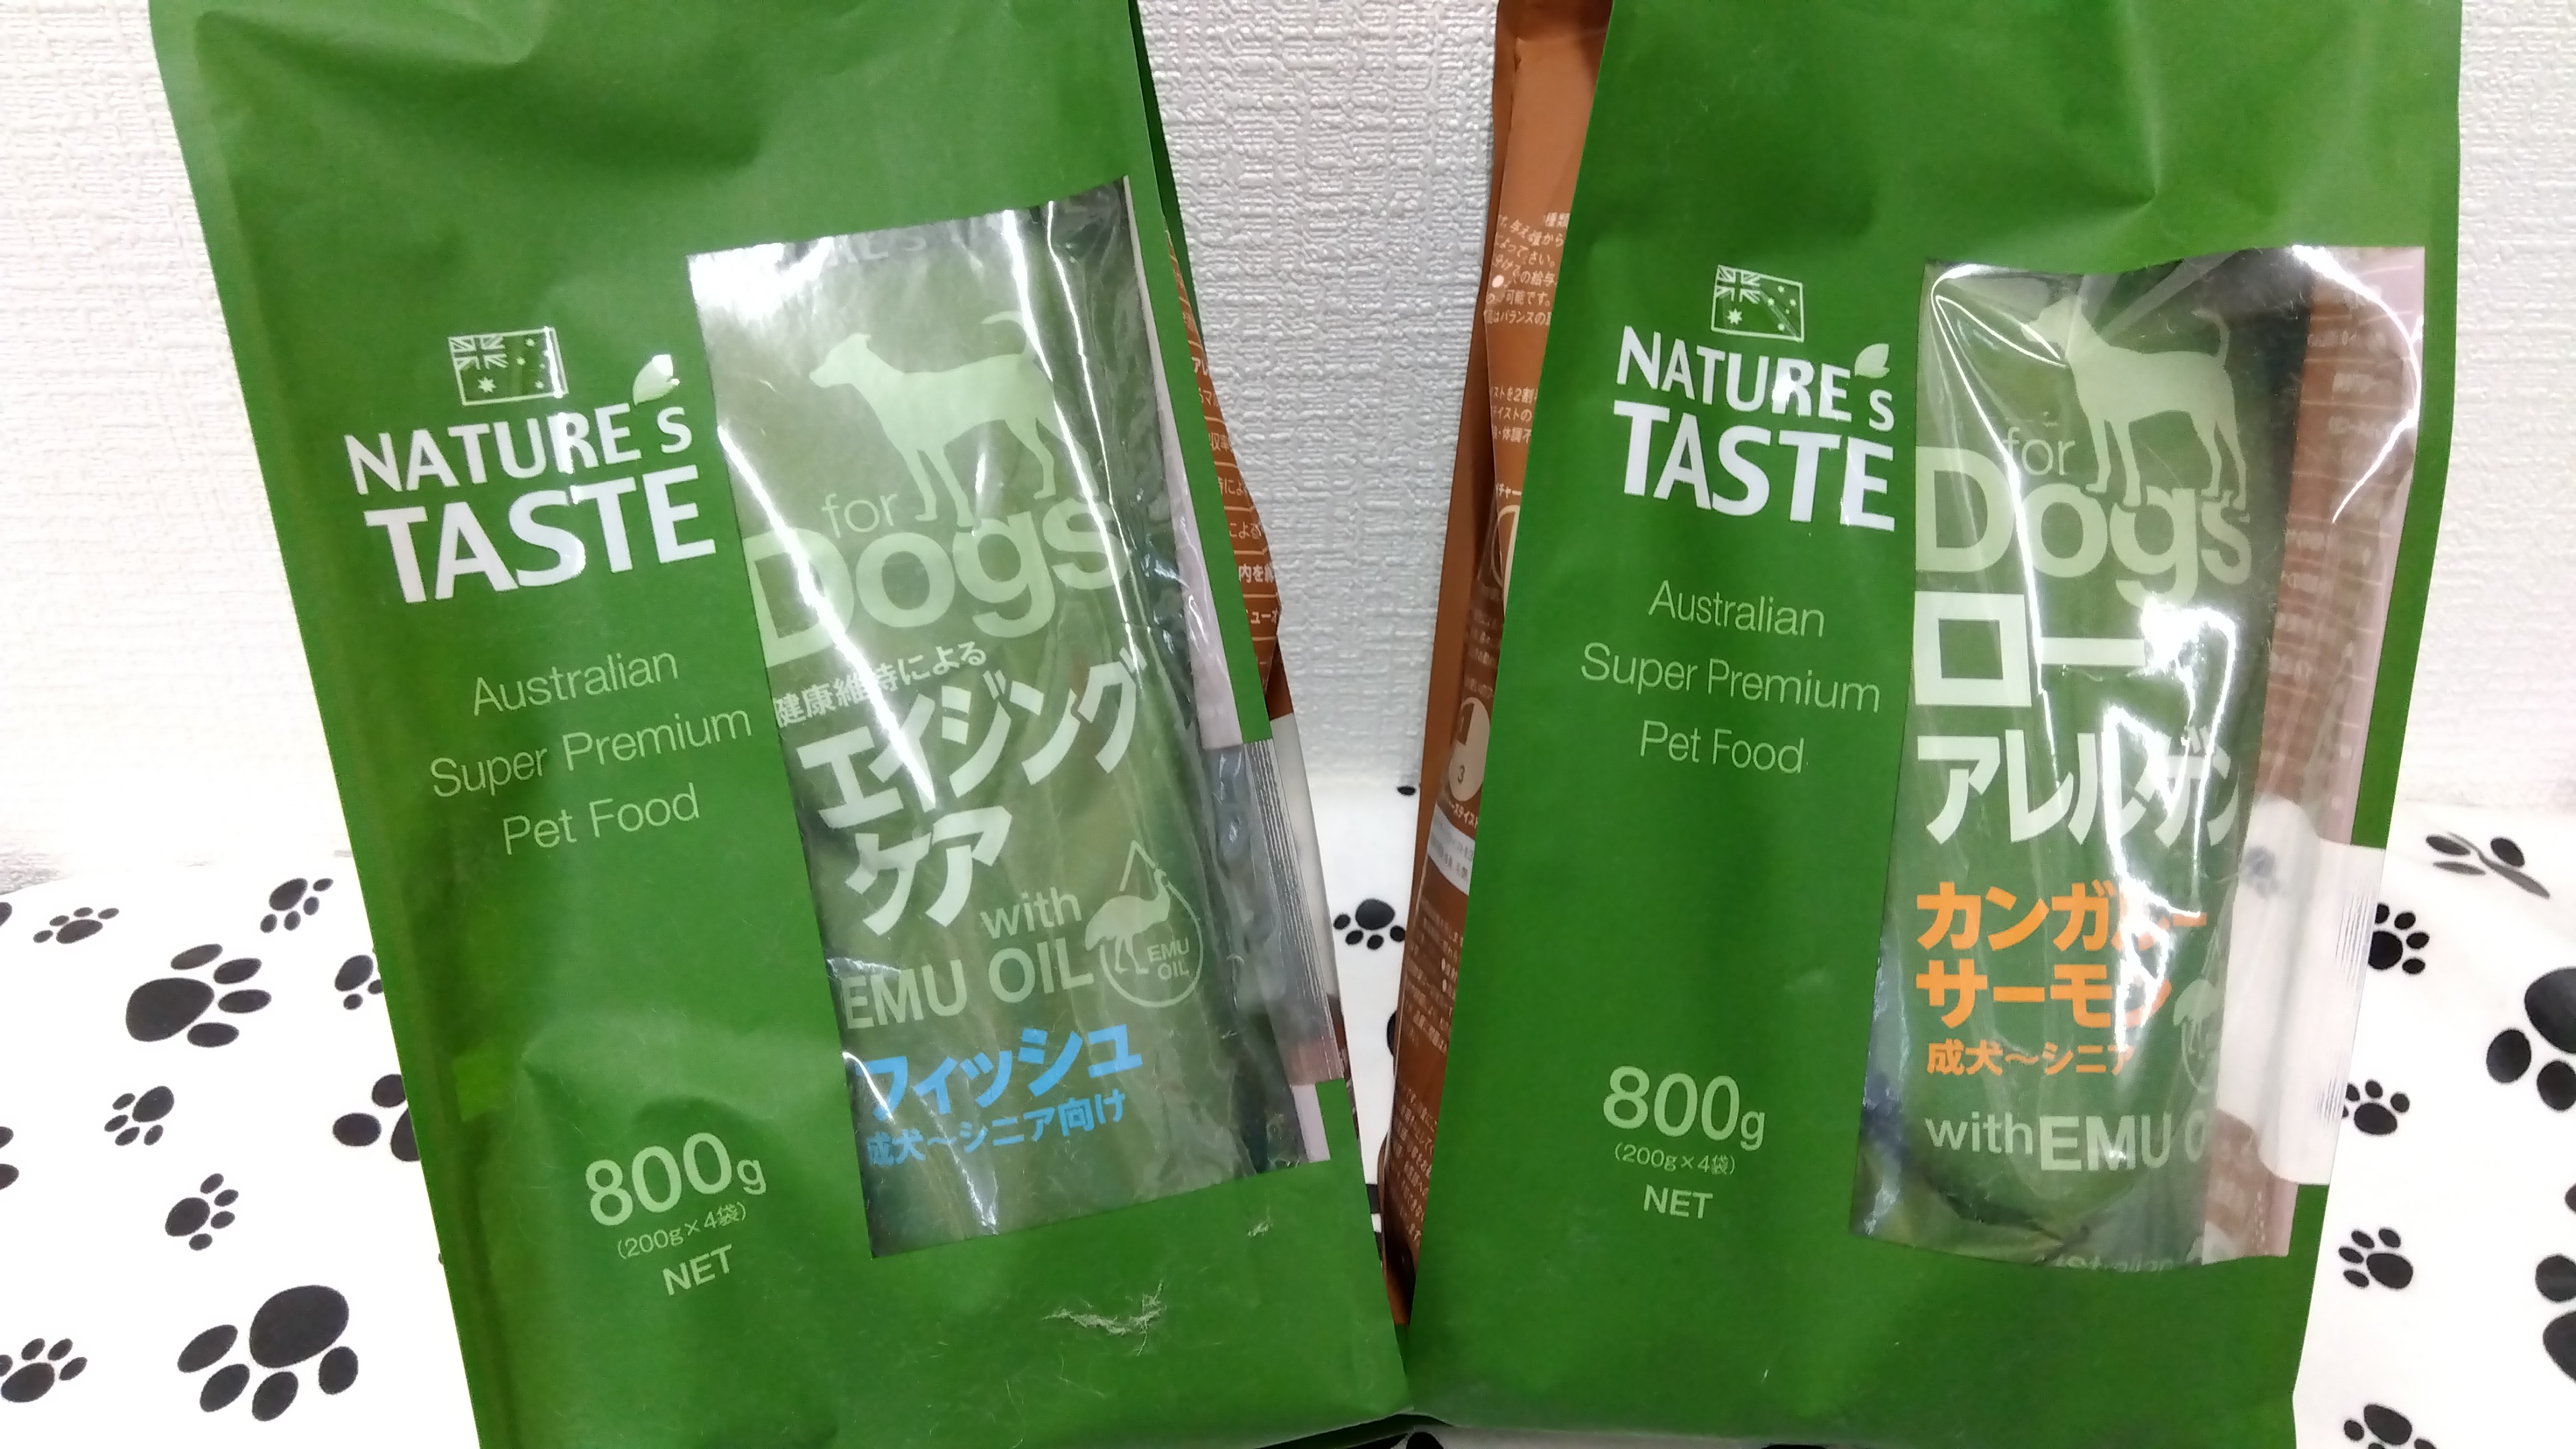 NATURE's
TASTE
Australian
Super Premium
Pet Food
800g
(200g×4袋)
NET
for
Dogs
健康維持による
エイジング
ケア
with
EMU OIL
EMU
OIL
フィッシュ
成犬～シニア向け
NATURE's
TASTE
Australian
Super Premium
Pet Food
800g
(200g×4袋)
NET
for
Dogs
ロー
アレルゲン
カンガルー
サーモン
成犬～シニア
with EMU O